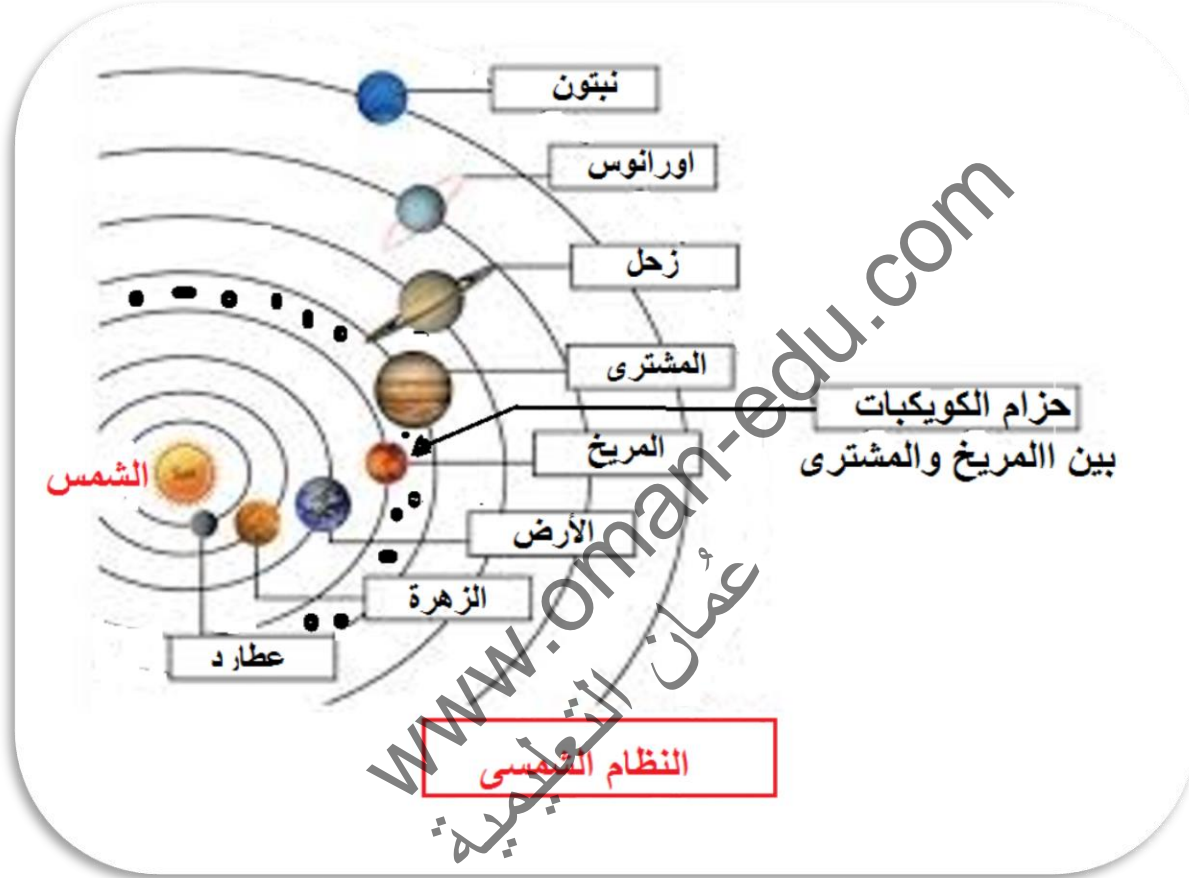 نبتون
اورانوس
زحل
المشترى
حزام الكويكبات
بين االمريخ والمشترى
المريخ
الشمس
الأرض
الزهرة
عطارد
النظام الشمسى
www.oman-edu.com
عُمان التعليمية